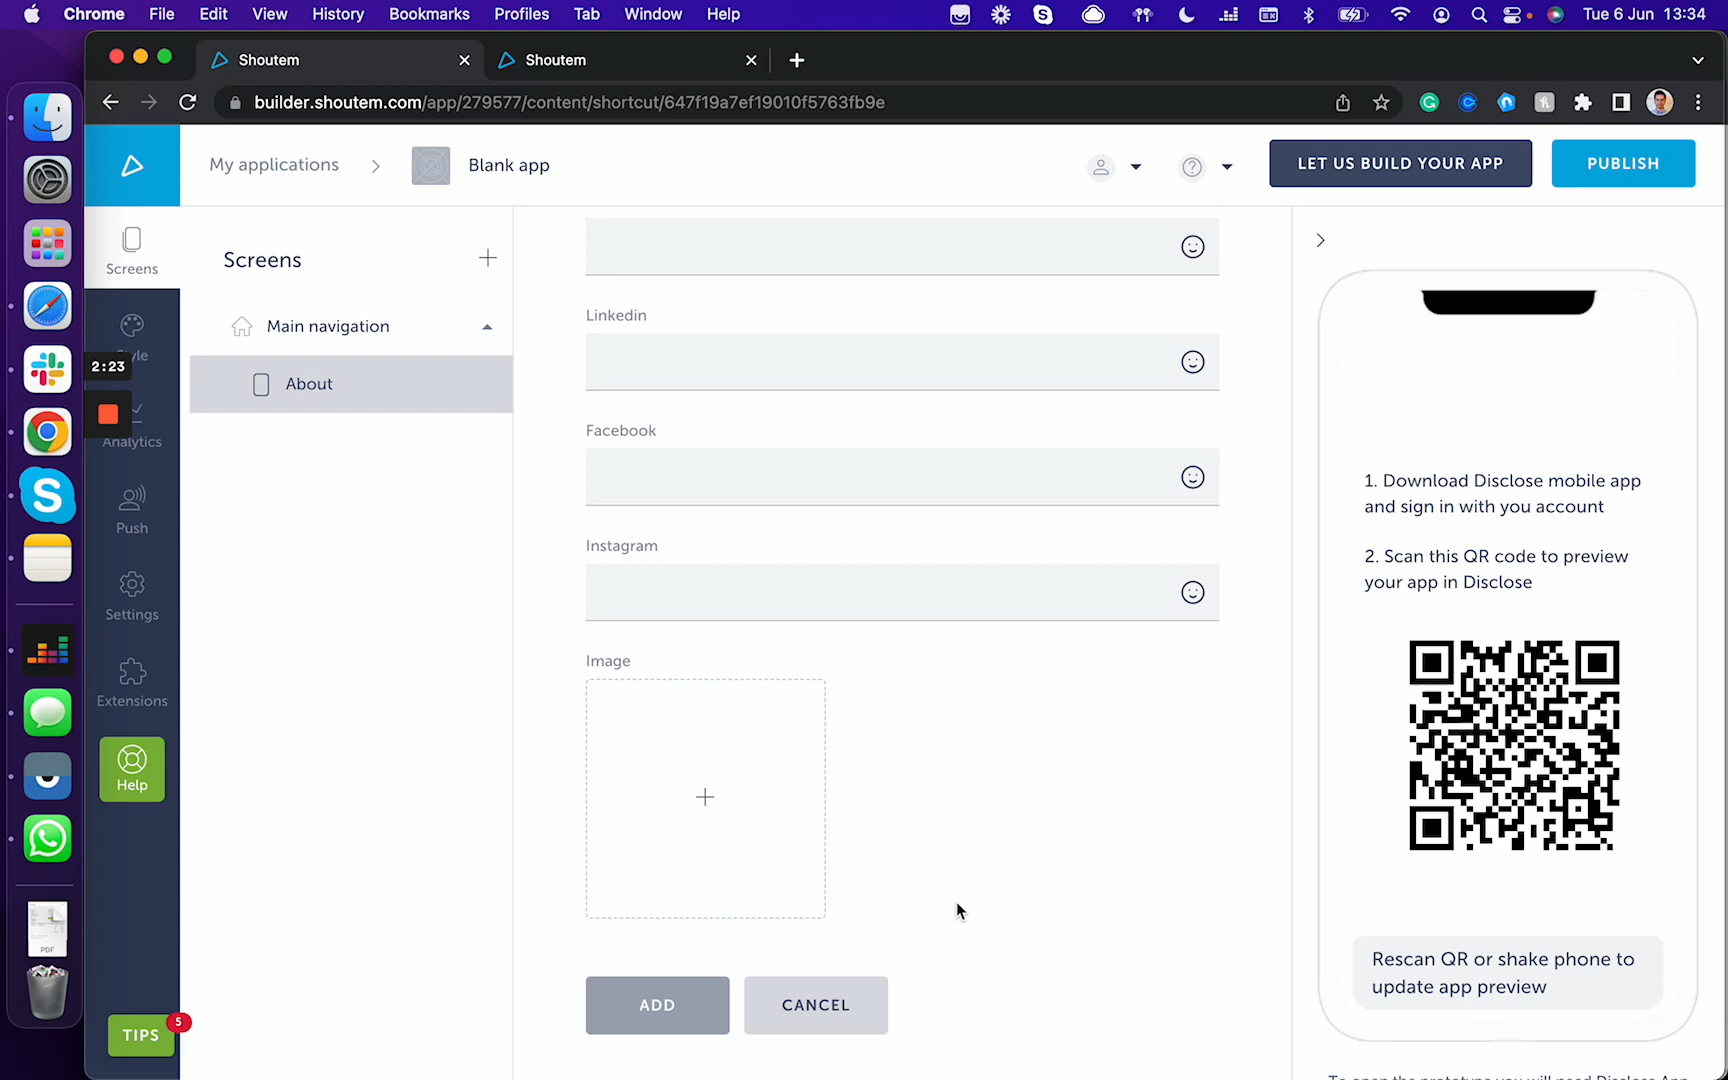 Chrome File Edit View History Bookmarks Profiles Tab Window Help Tue 6 Jun 13:34
Shoutem
Shoutem
builder.shoutem.com/app/279577/content/shortcut/647f19a7ef19010f5763fb9e
My applications
Blank app
LET US BUILD YOUR APP
PUBLISH
Screens
Style
2:23
Analytics
Push
Settings
Extensions
Help
TIPS
5
PDF
Screens
Main navigation
About
Linkedin
Facebook
Instagram
Image
ADD
CANCEL
1. Download Disclose mobile app
and sign in with you account
2. Scan this QR code to preview
your app in Disclose
Rescan QR or shake phone to
update app preview